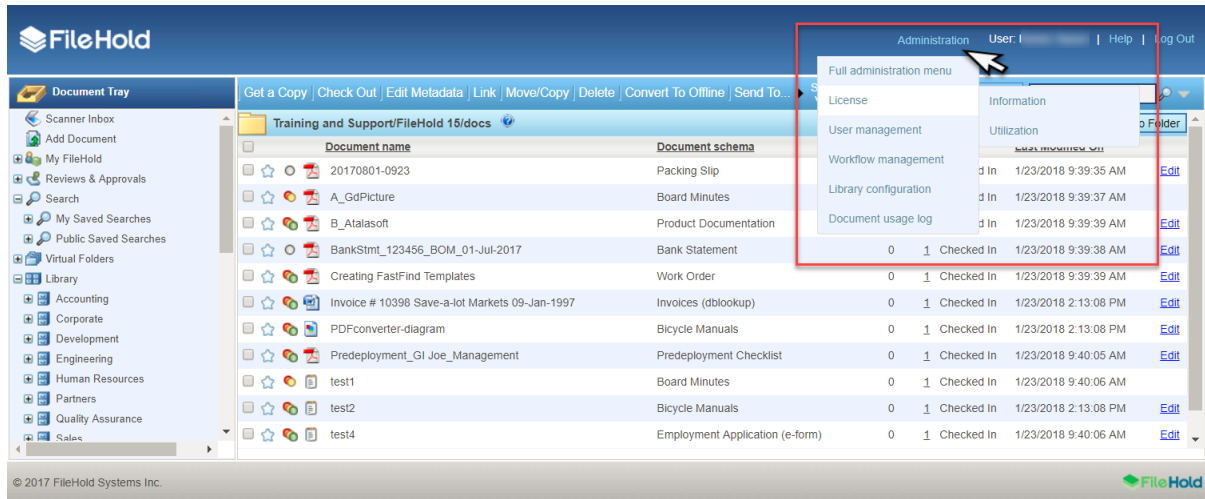 FileHold
Administration User: | Help | Log Out
Document Tray
Get a Copy | Check Out | Edit Metadata | Link | Move/Copy | Delete | Convert To Offline | Send To...
Full administration menu
License
User management
Workflow management
Library configuration
Document usage log
Information
Utilization
Scanner Inbox
Add Document
My FileHold
Reviews & Approvals
Search
My Saved Searches
Public Saved Searches
Virtual Folders
Library
Accounting
Corporate
Development
Engineering
Human Resources
Partners
Quality Assurance
Sales
Training and Support/FileHold 15/docs
Folder
Document name Document schema Last Modified On
20170801-0923 Packing Slip In 1/23/2018 9:39:35 AM Edit
A_GdPicture Board Minutes In 1/23/2018 9:39:37 AM
B_Atalasoft Product Documentation In 1/23/2018 9:39:38 AM Edit
BankStmt_123456_BOM_01-Jul-2017 Bank Statement 0 1 Checked In 1/23/2018 9:39:38 AM Edit
Creating FastFind Templates Work Order 0 1 Checked In 1/23/2018 9:39:39 AM Edit
Invoice # 10398 Save-a-lot Markets 09-Jan-1997 Invoices (dblookup) 0 1 Checked In 1/23/2018 2:13:08 PM Edit
PDFconverter-diagram Bicycle Manuals 0 1 Checked In 1/23/2018 2:13:08 PM Edit
Predeployment_GI Joe_Management Predeployment Checklist 0 1 Checked In 1/23/2018 9:40:05 AM Edit
test1 Board Minutes 0 1 Checked In 1/23/2018 9:40:06 AM
test2 Bicycle Manuals 0 1 Checked In 1/23/2018 2:13:08 PM Edit
test4 Employment Application (e-form) 0 1 Checked In 1/23/2018 9:40:06 AM Edit
© 2017 FileHold Systems Inc.
FileHold